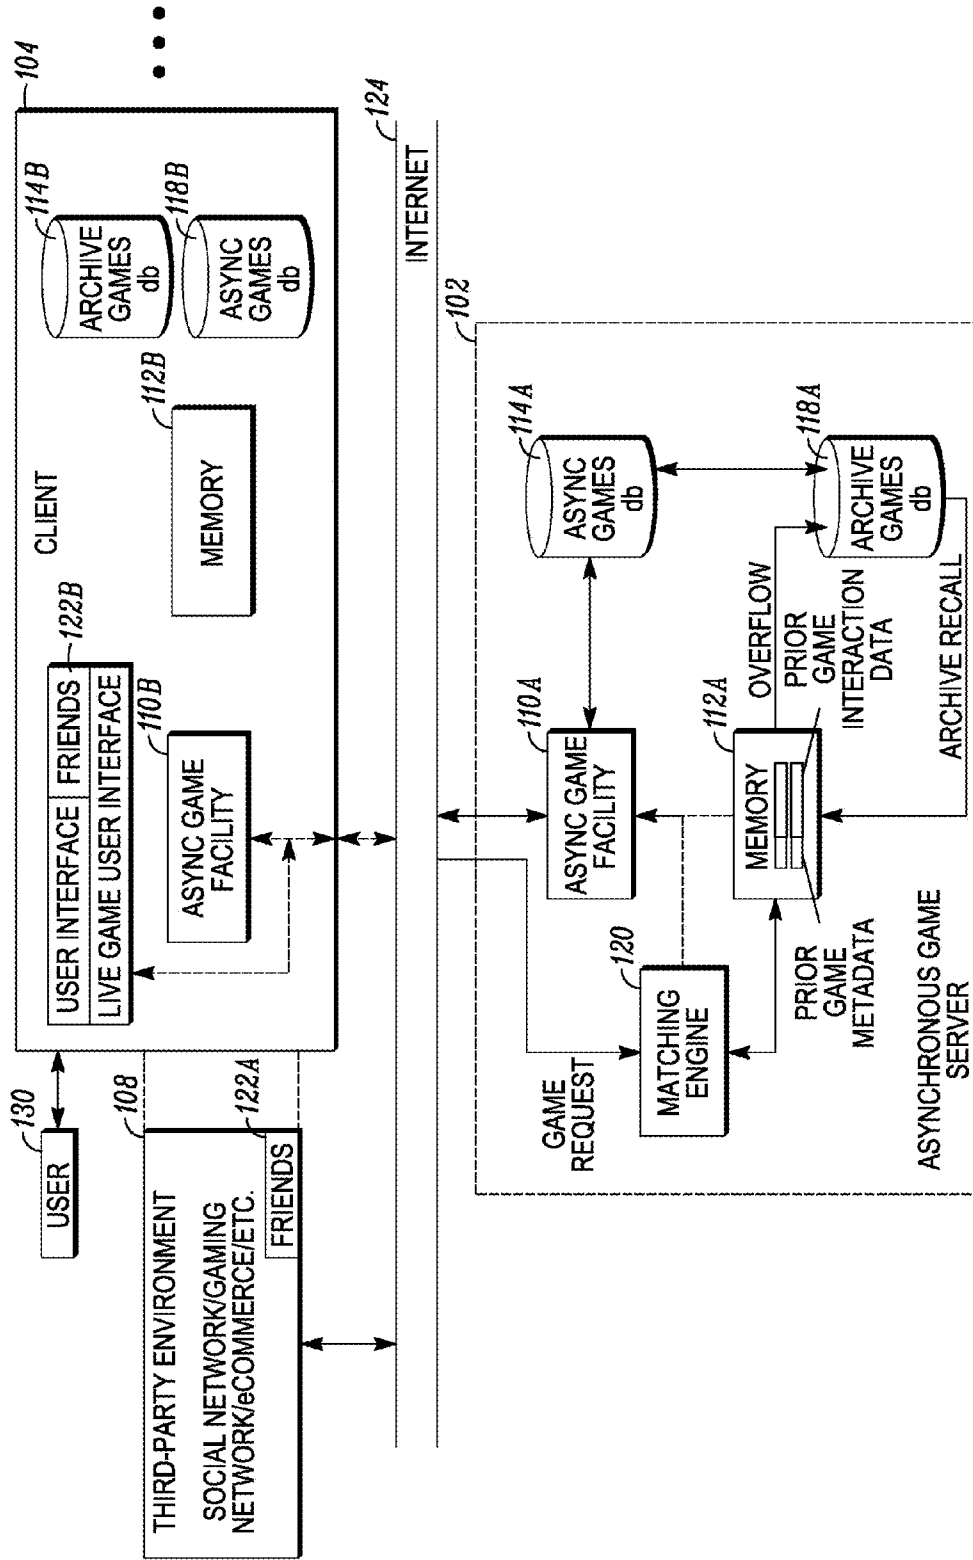 130
USER
108
THIRD-PARTY ENVIRONMENT
SOCIAL NETWORK/GAMING
NETWORK/eCOMMERCE/ETC.
122A
FRIENDS
104
CLIENT
USER INTERFACE
FRIENDS
122B
LIVE GAME USER INTERFACE
110B
ASYNC GAME
FACILITY
112B
MEMORY
114B
ARCHIVE
GAMES
db
118B
ASYNC
GAMES
db
124
INTERNET
102
GAME
REQUEST
120
MATCHING
ENGINE
110A
ASYNC GAME
FACILITY
114A
ASYNC
GAMES
db
112A
MEMORY
OVERFLOW
PRIOR
GAME
INTERACTION
DATA
118A
ARCHIVE
GAMES
db
PRIOR
GAME
METADATA
ARCHIVE RECALL
ASYNCHRONOUS GAME
SERVER